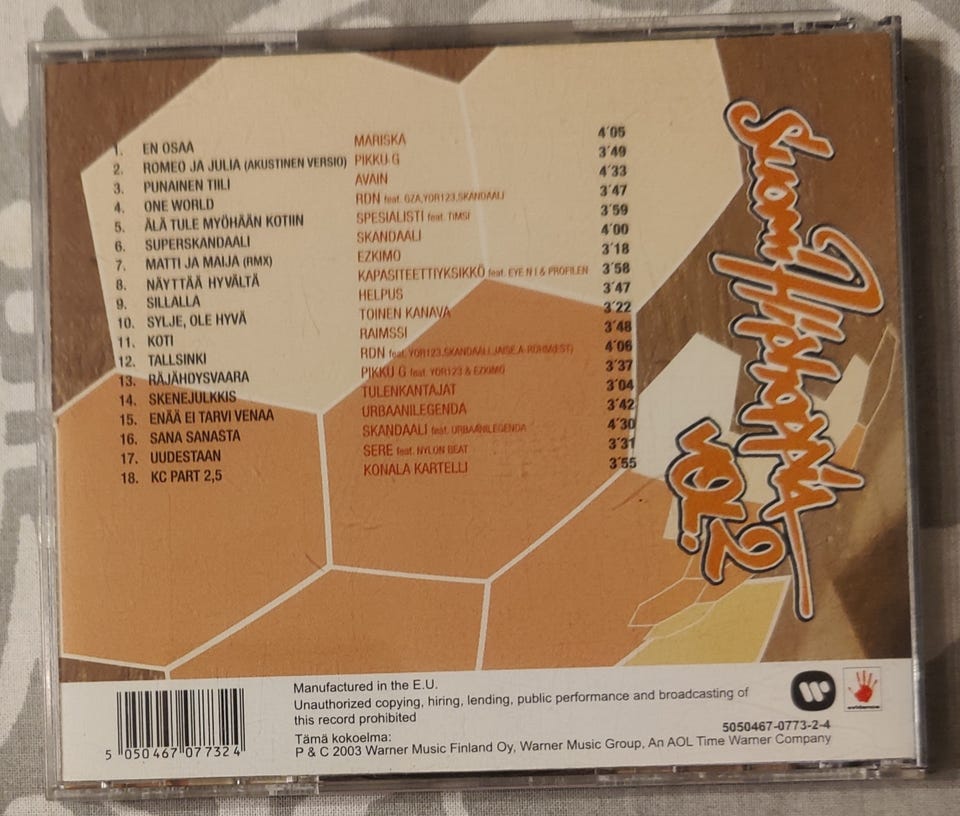 1. EN OSAA MARISKA 4'05
2. ROMEO JA JULIA (AKUSTINEN VERSIO) PIKKU G 3'49
3. PUNAINEN TIILI AVAIN 4'33
4. ONE WORLD RDN feat. GZA,YOR123,SKANDAALI 3'47
5. ÄLÄ TULE MYÖHÄÄN KOTIIN SPESIALISTI feat. TIMSI 3'59
6. SUPERSKANDAALI SKANDAALI 4'00
7. MATTI JA MAIJA (RMX) EZKIMO 3'18
8. NÄYTTÄÄ HYVÄLTÄ KAPASITEETTIYKSIKKÖ feat. EYE N I & PROFILEN 3'58
9. SILLALLA HELPUS 3'47
10. SYLJE, OLE HYVÄ TOINEN KANAVA 3'22
11. KOTI RAIMSSI 3'48
12. TALLSINKI RDN feat. YOR123,SKANDAALI,JAISE,A-ROHM(EST) 4'06
13. RÄJÄHDYSVAARA PIKKU G feat. YOR123 & EZKIMO 3'37
14. SKENEJULKKIS TULENKANTAJAT 3'04
15. ENÄÄ EI TARVI VENAA URBAANILEGENDA 3'42
16. SANA SANASTA SKANDAALI feat. URBAANILEGENDA 4'30
17. UUDESTAAN SERE feat. NYLON BEAT 3'31
18. KC PART 2,5 KONALA KARTELLI 3'55
Suomi Hiphoppia
VOL. 2
Manufactured in the E.U.
Unauthorized copying, hiring, lending, public performance and broadcasting of
this record prohibited
Tämä kokoelma:
P & C 2003 Warner Music Finland Oy, Warner Music Group, An AOL Time Warner Company
5050467-0773-2-4
5 050467 077324